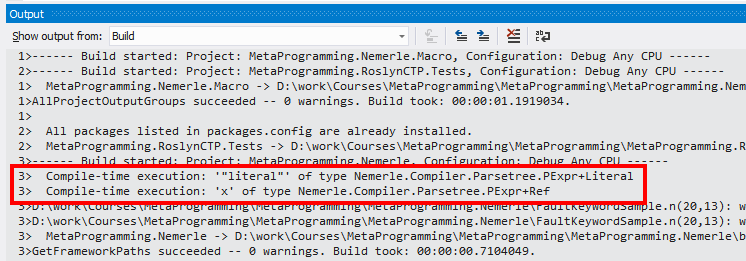 Output
Show output from: Build
1>------ Build started: Project: MetaProgramming.Nemerle.Macro, Configuration: Debug Any CPU ------
2>------ Build started: Project: MetaProgramming.RoslynCTP.Tests, Configuration: Debug Any CPU ------
1>  MetaProgramming.Nemerle.Macro -> D:\work\Courses\MetaProgramming\MetaProgramming\MetaProgramming.Nem
1>AllProjectOutputGroups succeeded -- 0 warnings. Build took: 00:00:01.1919034.
1>
2>  All packages listed in packages.config are already installed.
2>  MetaProgramming.RoslynCTP.Tests -> D:\work\Courses\MetaProgramming\MetaProgramming\MetaProgramming.R
3>------ Build started: Project: MetaProgramming.Nemerle, Configuration: Debug Any CPU ------
3>  Compile-time execution: '"literal"' of type Nemerle.Compiler.Parsetree.PExpr+Literal
3>  Compile-time execution: 'x' of type Nemerle.Compiler.Parsetree.PExpr+Ref
3>D:\work\Courses\MetaProgramming\MetaProgramming\MetaProgramming.Nemerle\FaultKeywordSample.n(20,13): w
3>D:\work\Courses\MetaProgramming\MetaProgramming\MetaProgramming.Nemerle\FaultKeywordSample.n(20,13): w
3>  MetaProgramming.Nemerle -> D:\work\Courses\MetaProgramming\MetaProgramming\MetaProgramming.Nemerle\b
3>GetFrameworkPaths succeeded -- 0 warnings. Build took: 00:00:00.7104049.